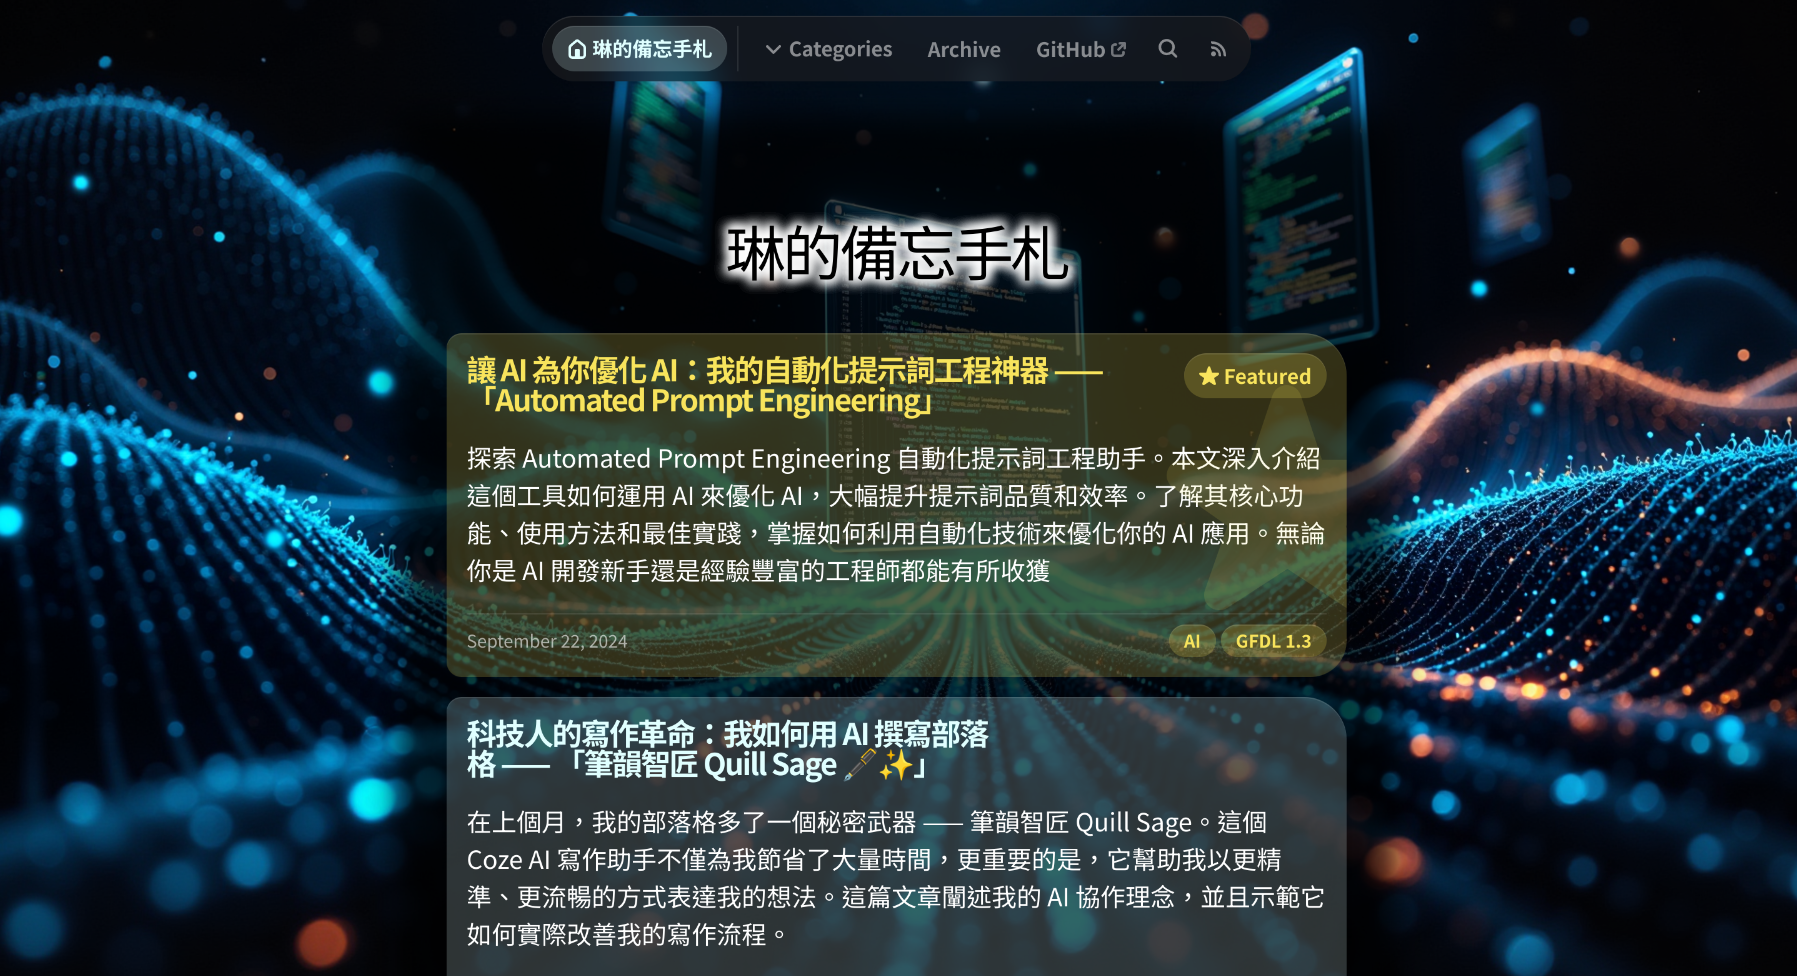 琳的備忘手札
Categories
Archive
GitHub
琳的備忘手札
讓 AI 為你優化 AI：我的自動化提示詞工程神器 ——
「Automated Prompt Engineering」
Featured
探索 Automated Prompt Engineering 自動化提示詞工程助手。本文深入介紹
這個工具如何運用 AI 來優化 AI，大幅提升提示詞品質和效率。了解其核心功
能、使用方法和最佳實踐，掌握如何利用自動化技術來優化你的 AI 應用。無論
你是 AI 開發新手還是經驗豐富的工程師都能有所收獲
September 22, 2024
AI
GFDL 1.3
科技人的寫作革命：我如何用 AI 撰寫部落
格 —— 「筆韻智匠 Quill Sage 🖋️✨」
在上個月，我的部落格多了一個秘密武器 —— 筆韻智匠 Quill Sage。這個
Coze AI 寫作助手不僅為我節省了大量時間，更重要的是，它幫助我以更精
準、更流暢的方式表達我的想法。這篇文章闡述我的 AI 協作理念，並且示範它
如何實際改善我的寫作流程。